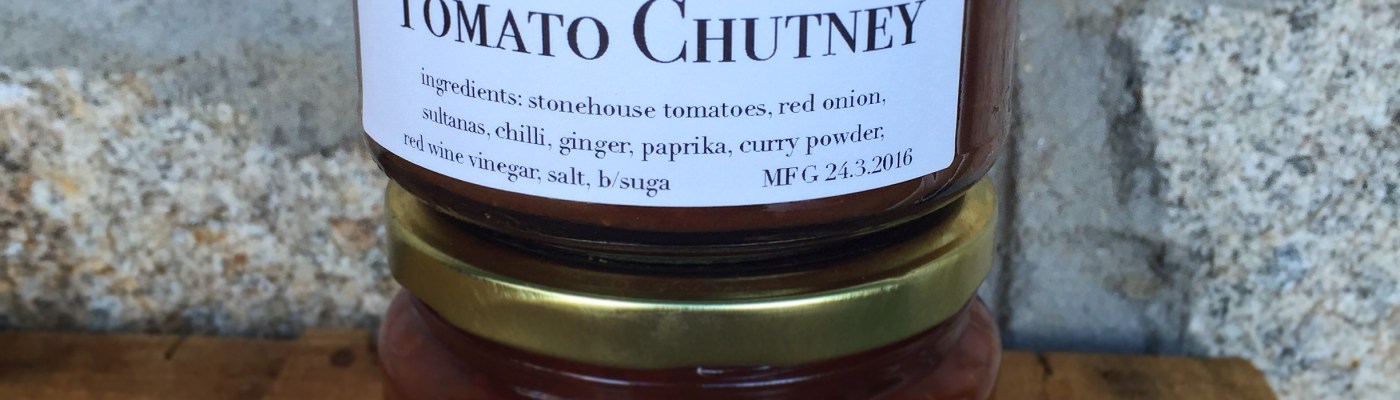 TOMATO CHUTNEY
ingredients: stonehouse tomatoes, red onion,
sultanas, chilli, ginger, paprika, curry powder,
red wine vinegar, salt, b/suga
MFG 24.3.2016